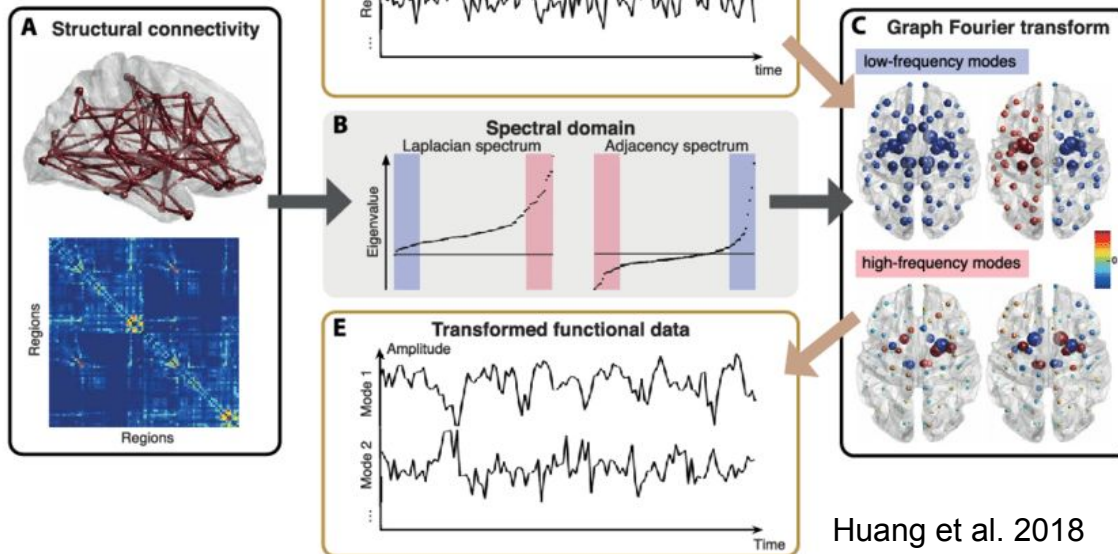 A Structural connectivity
Regions
Regions
Re
...
time
B Spectral domain
Laplacian spectrum
Adjacency spectrum
Eigenvalue
C Graph Fourier transform
low-frequency modes
high-frequency modes
0
E Transformed functional data
Amplitude
Mode 1
Mode 2
...
Time
Huang et al. 2018